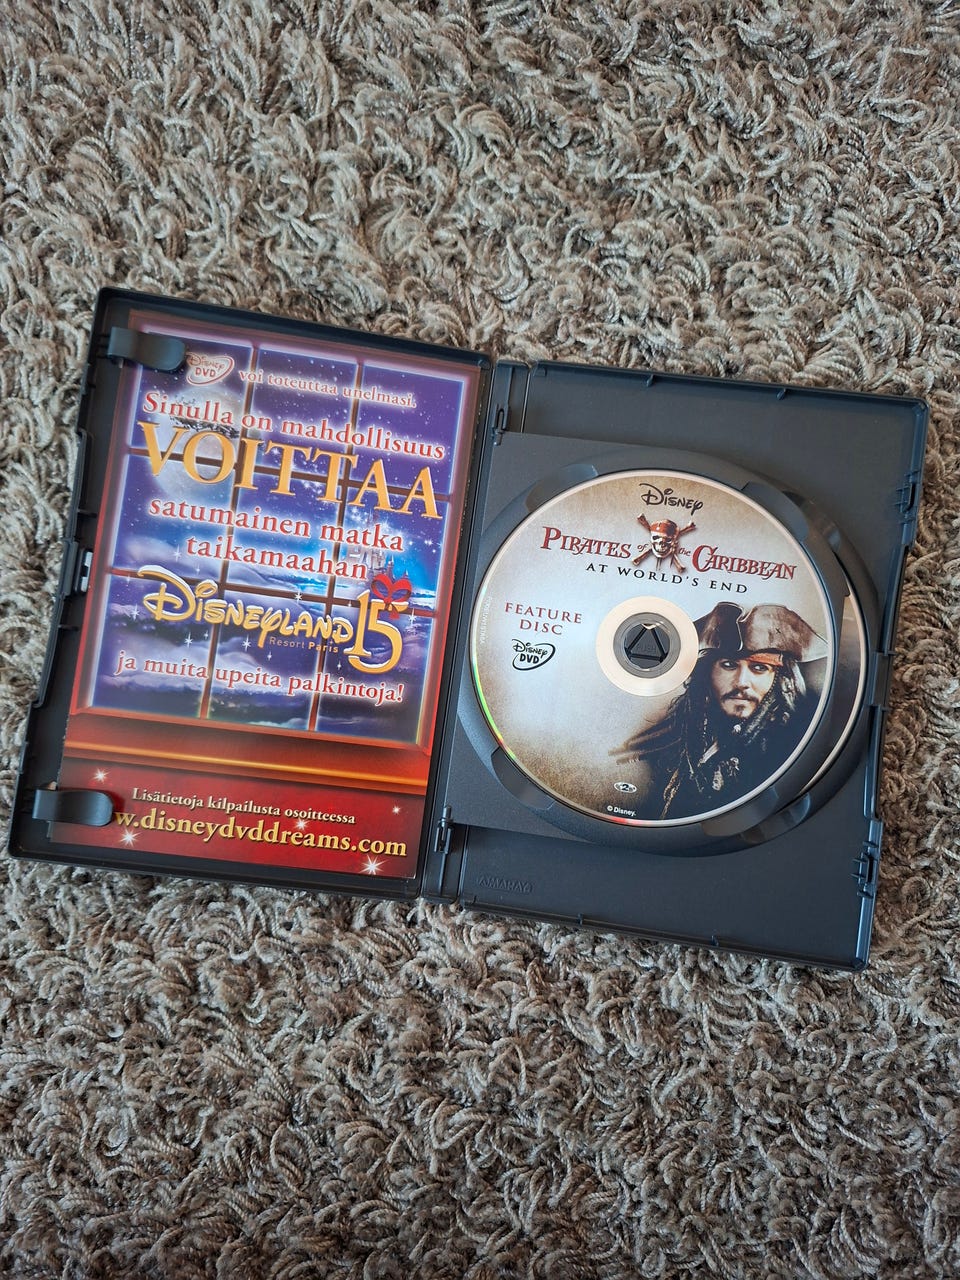 Disney
DVD
voi toteuttaa unelmasi.
Sinulla on mahdollisuus
VOITTAA
satumainen matka
taikamaahan
Disneyland 15
Resort Paris
ja muita upeita palkintoja!
Lisätietoja kilpailusta osoitteessa
w.disneydvddreams.com
Disney
PIRATES of the CARIBBEAN
AT WORLD'S END
FEATURE
DISC
Disney
DVD
PUSH
2
© Disney.
AMARAY